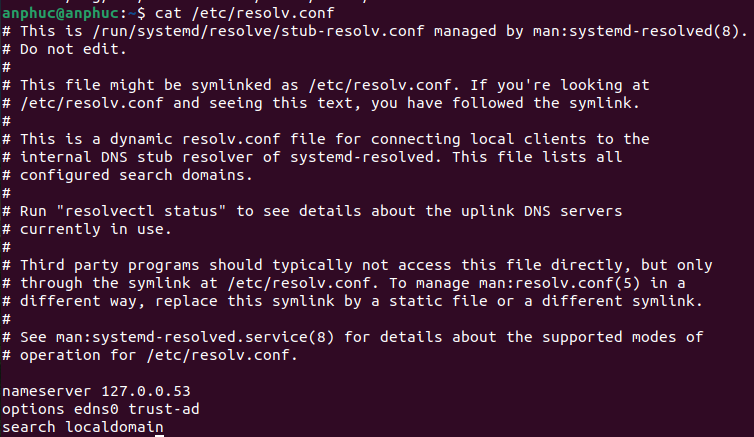 anphuc@anphuc:~$ cat /etc/resolv.conf
# This is /run/systemd/resolve/stub-resolv.conf managed by man:systemd-resolved(8).
# Do not edit.
#
# This file might be symlinked as /etc/resolv.conf. If you're looking at
# /etc/resolv.conf and seeing this text, you have followed the symlink.
#
# This is a dynamic resolv.conf file for connecting local clients to the
# internal DNS stub resolver of systemd-resolved. This file lists all
# configured search domains.
#
# Run "resolvectl status" to see details about the uplink DNS servers
# currently in use.
#
# Third party programs should typically not access this file directly, but only
# through the symlink at /etc/resolv.conf. To manage man:resolv.conf(5) in a
# different way, replace this symlink by a static file or a different symlink.
#
# See man:systemd-resolved.service(8) for details about the supported modes of
# operation for /etc/resolv.conf.

nameserver 127.0.0.53
options edns0 trust-ad
search localdomain